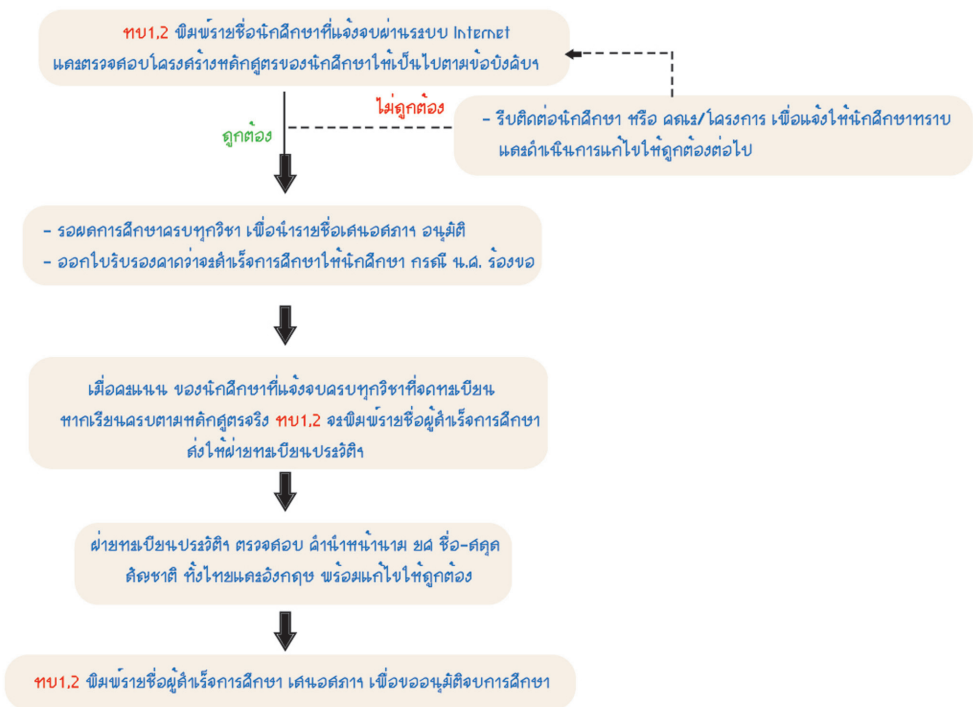 ทบ1,2 พิมพ์รายชื่อนักศึกษาที่แจ้งจบผ่านระบบ Internet
และตรวจสอบโครงสร้างหลักสูตรของนักศึกษาให้เป็นไปตามข้อบังคับฯ
ไม่ถูกต้อง
ถูกต้อง
- รีบติดต่อนักศึกษา หรือ คณะ/โครงการ เพื่อแจ้งให้นักศึกษาทราบ
และดำเนินการแก้ไขให้ถูกต้องต่อไป
- รอผลการศึกษาครบทุกวิชา เพื่อนำรายชื่อเสนอสภาฯ อนุมัติ
- ออกใบรับรองคาดว่าจะสำเร็จการศึกษาให้นักศึกษา กรณี น.ศ. ร้องขอ
เมื่อคะแนน ของนักศึกษาที่แจ้งจบครบทุกวิชาที่จดทะเบียน
หากเรียนครบตามหลักสูตรจริง ทบ1,2 จะพิมพ์รายชื่อผู้สำเร็จการศึกษา
ส่งให้ฝ่ายทะเบียนประวัติฯ
ฝ่ายทะเบียนประวัติฯ ตรวจสอบ คำนำหน้านาม ยศ ชื่อ-สกุล
สัญชาติ ทั้งไทยและอังกฤษ พร้อมแก้ไขให้ถูกต้อง
ทบ1,2 พิมพ์รายชื่อผู้สำเร็จการศึกษา เสนอสภาฯ เพื่อขออนุมัติจบการศึกษา